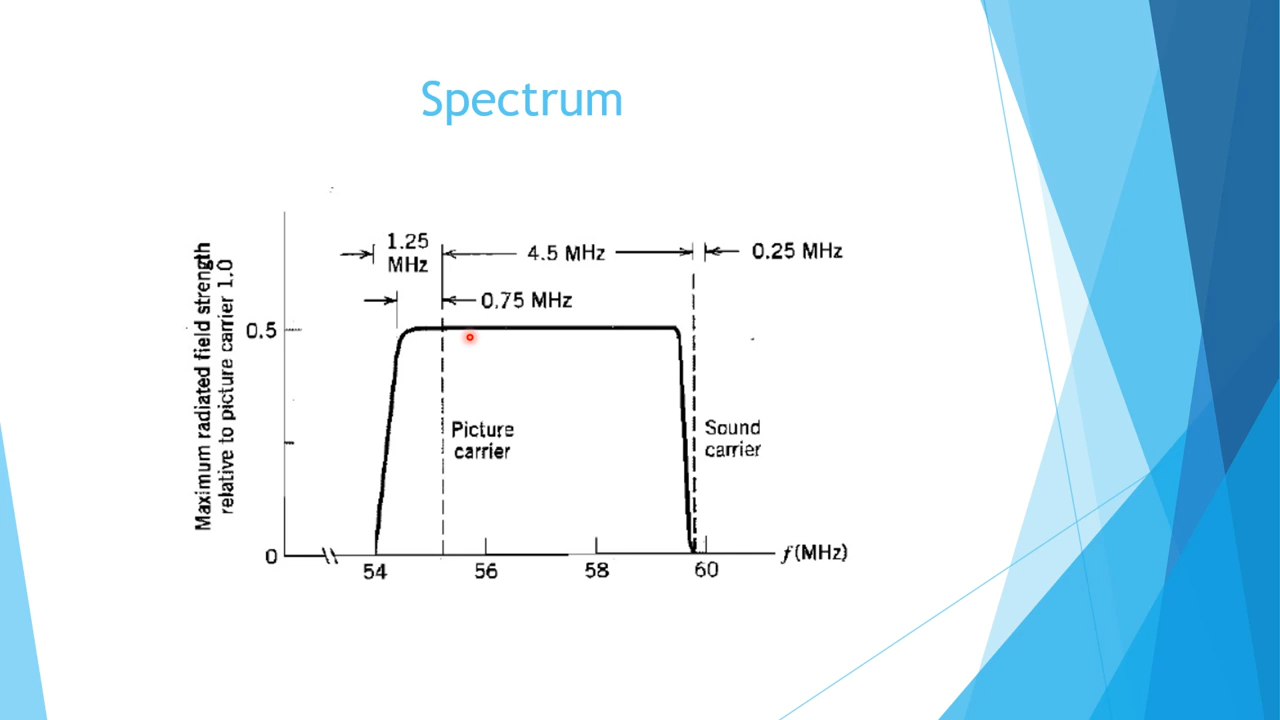 Spectrum
Maximum radiated field strength
relative to picture carrier 1.0
1.25
MHz
4.5 MHz
0.25 MHz
0.75 MHz
0.5
Picture
carrier
Sound
carrier
0
54
56
58
60
f(MHz)